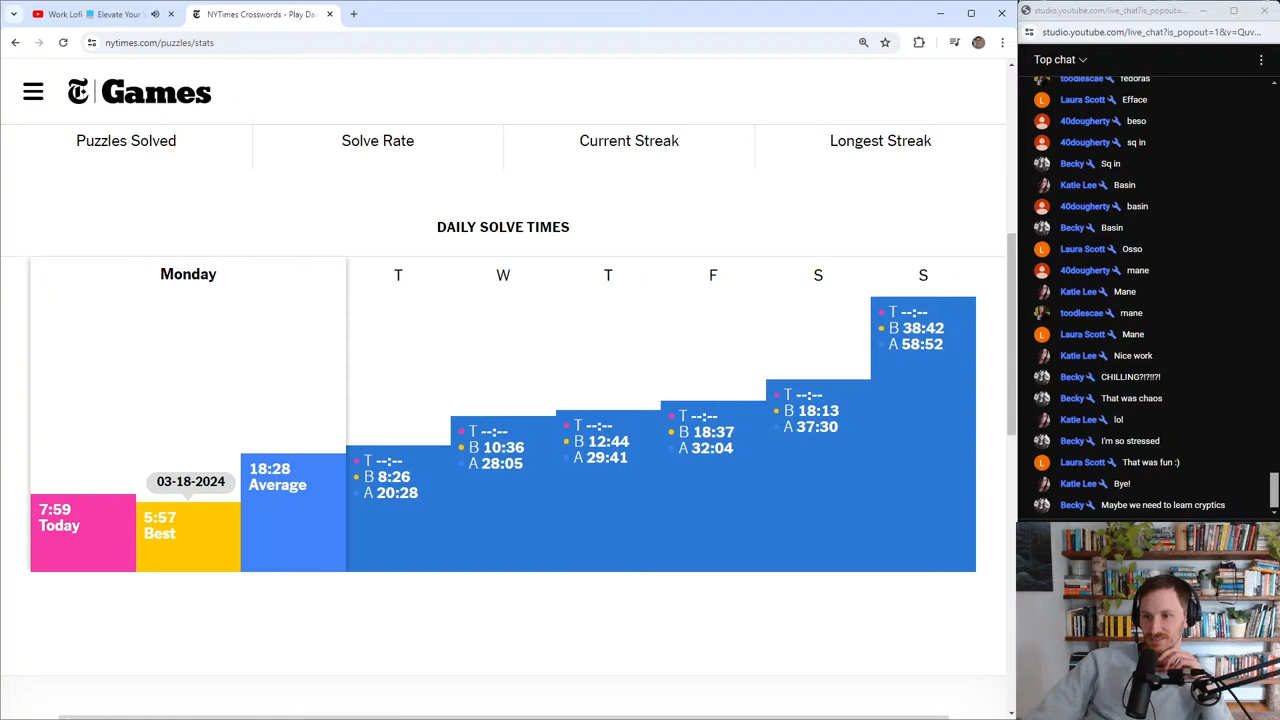 Work Lofi
Elevate Your
NYTimes Crosswords - Play Da
nytimes.com/puzzles/stats
Games
Puzzles Solved
Solve Rate
Current Streak
Longest Streak
DAILY SOLVE TIMES
Monday
T
W
T
F
S
S
7:59
Today
03-18-2024
5:57
Best
18:28
Average
T --:--
B 8:26
A 20:28
T --:--
B 10:36
A 28:05
T --:--
B 12:44
A 29:41
T --:--
B 18:37
A 32:04
T --:--
B 18:13
A 37:30
T --:--
B 38:42
A 58:52
studio.youtube.com/live_chat?is_popout=...
studio.youtube.com/live_chat?is_popout=1&v=Quv...
Top chat
toodlescae fedoras
Laura Scott Efface
40dougherty beso
40dougherty sq in
Becky Sq in
Katie Lee Basin
40dougherty basin
Becky Basin
Laura Scott Osso
40dougherty mane
Katie Lee Mane
toodlescae mane
Laura Scott Mane
Katie Lee Nice work
Becky CHILLING?!?!!?!
Becky That was chaos
Katie Lee lol
Becky I'm so stressed
Laura Scott That was fun :)
Katie Lee Bye!
Becky Maybe we need to learn cryptics